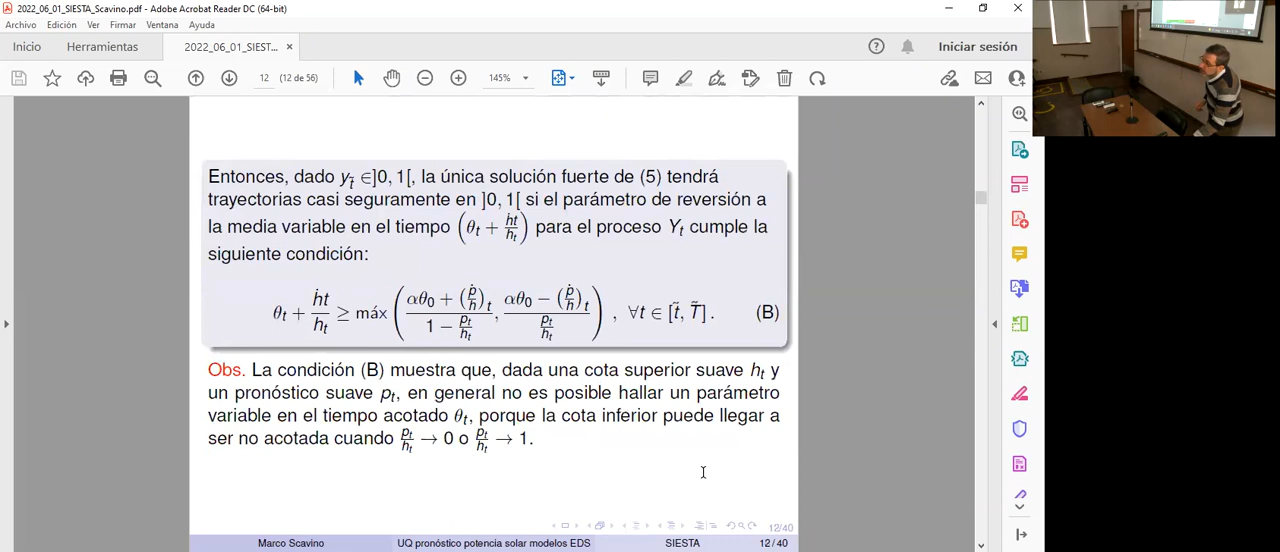 2022_06_01_SIESTA_Scavino.pdf - Adobe Acrobat Reader DC (64-bit)
Archivo Edición Ver Firmar Ventana Ayuda
Inicio Herramientas 2022_06_01_SIEST... × Iniciar sesión
12 (12 de 56) 145%
Entonces, dado y_t̃ ∈]0, 1[, la única solución fuerte de (5) tendrá
trayectorias casi seguramente en ]0, 1[ si el parámetro de reversión a
la media variable en el tiempo (θ_t + ḣt/h_t) para el proceso Y_t cumple la
siguiente condición:
θ_t + ḣt/h_t ≥ máx ( (αθ_0 + (ṗ/h)_t)/(1 − p_t/h_t), (αθ_0 − (ṗ/h)_t)/(p_t/h_t) ) , ∀t ∈ [t̃, T̃] . (B)
Obs. La condición (B) muestra que, dada una cota superior suave h_t y
un pronóstico suave p_t, en general no es posible hallar un parámetro
variable en el tiempo acotado θ_t, porque la cota inferior puede llegar a
ser no acotada cuando p_t/h_t → 0 o p_t/h_t → 1.
12/40
Marco Scavino UQ pronóstico potencia solar modelos EDS SIESTA 12 / 40